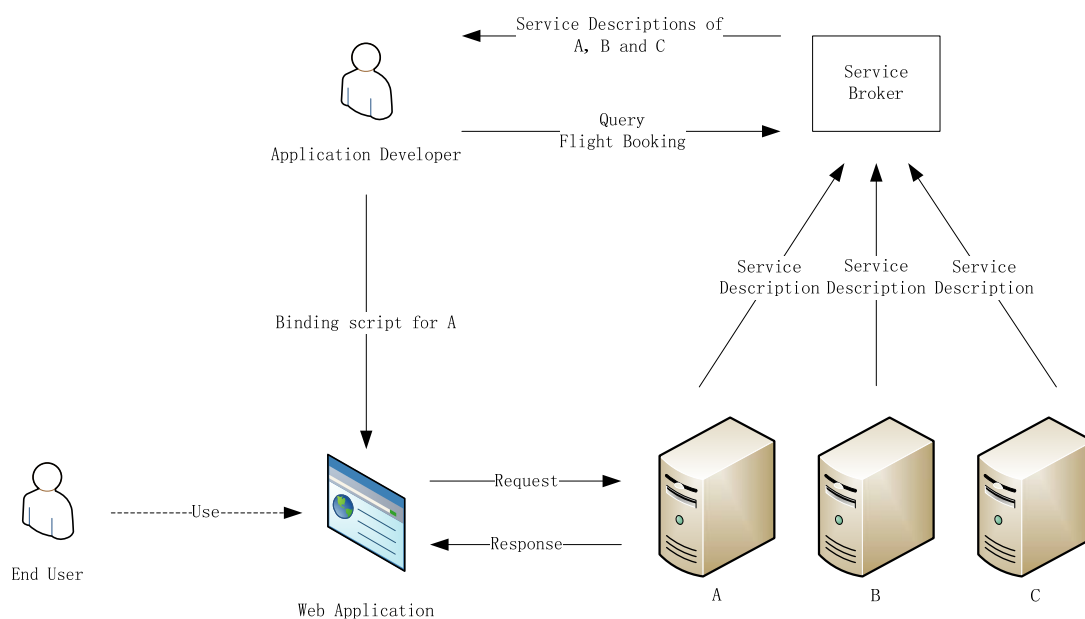 Service Descriptions of
A, B and C
Service
Broker
Query
Flight Booking
Application Developer
Service
Description
Service
Description
Service
Description
Binding script for A
Request
Use
Response
End User
Web Application
A
B
C